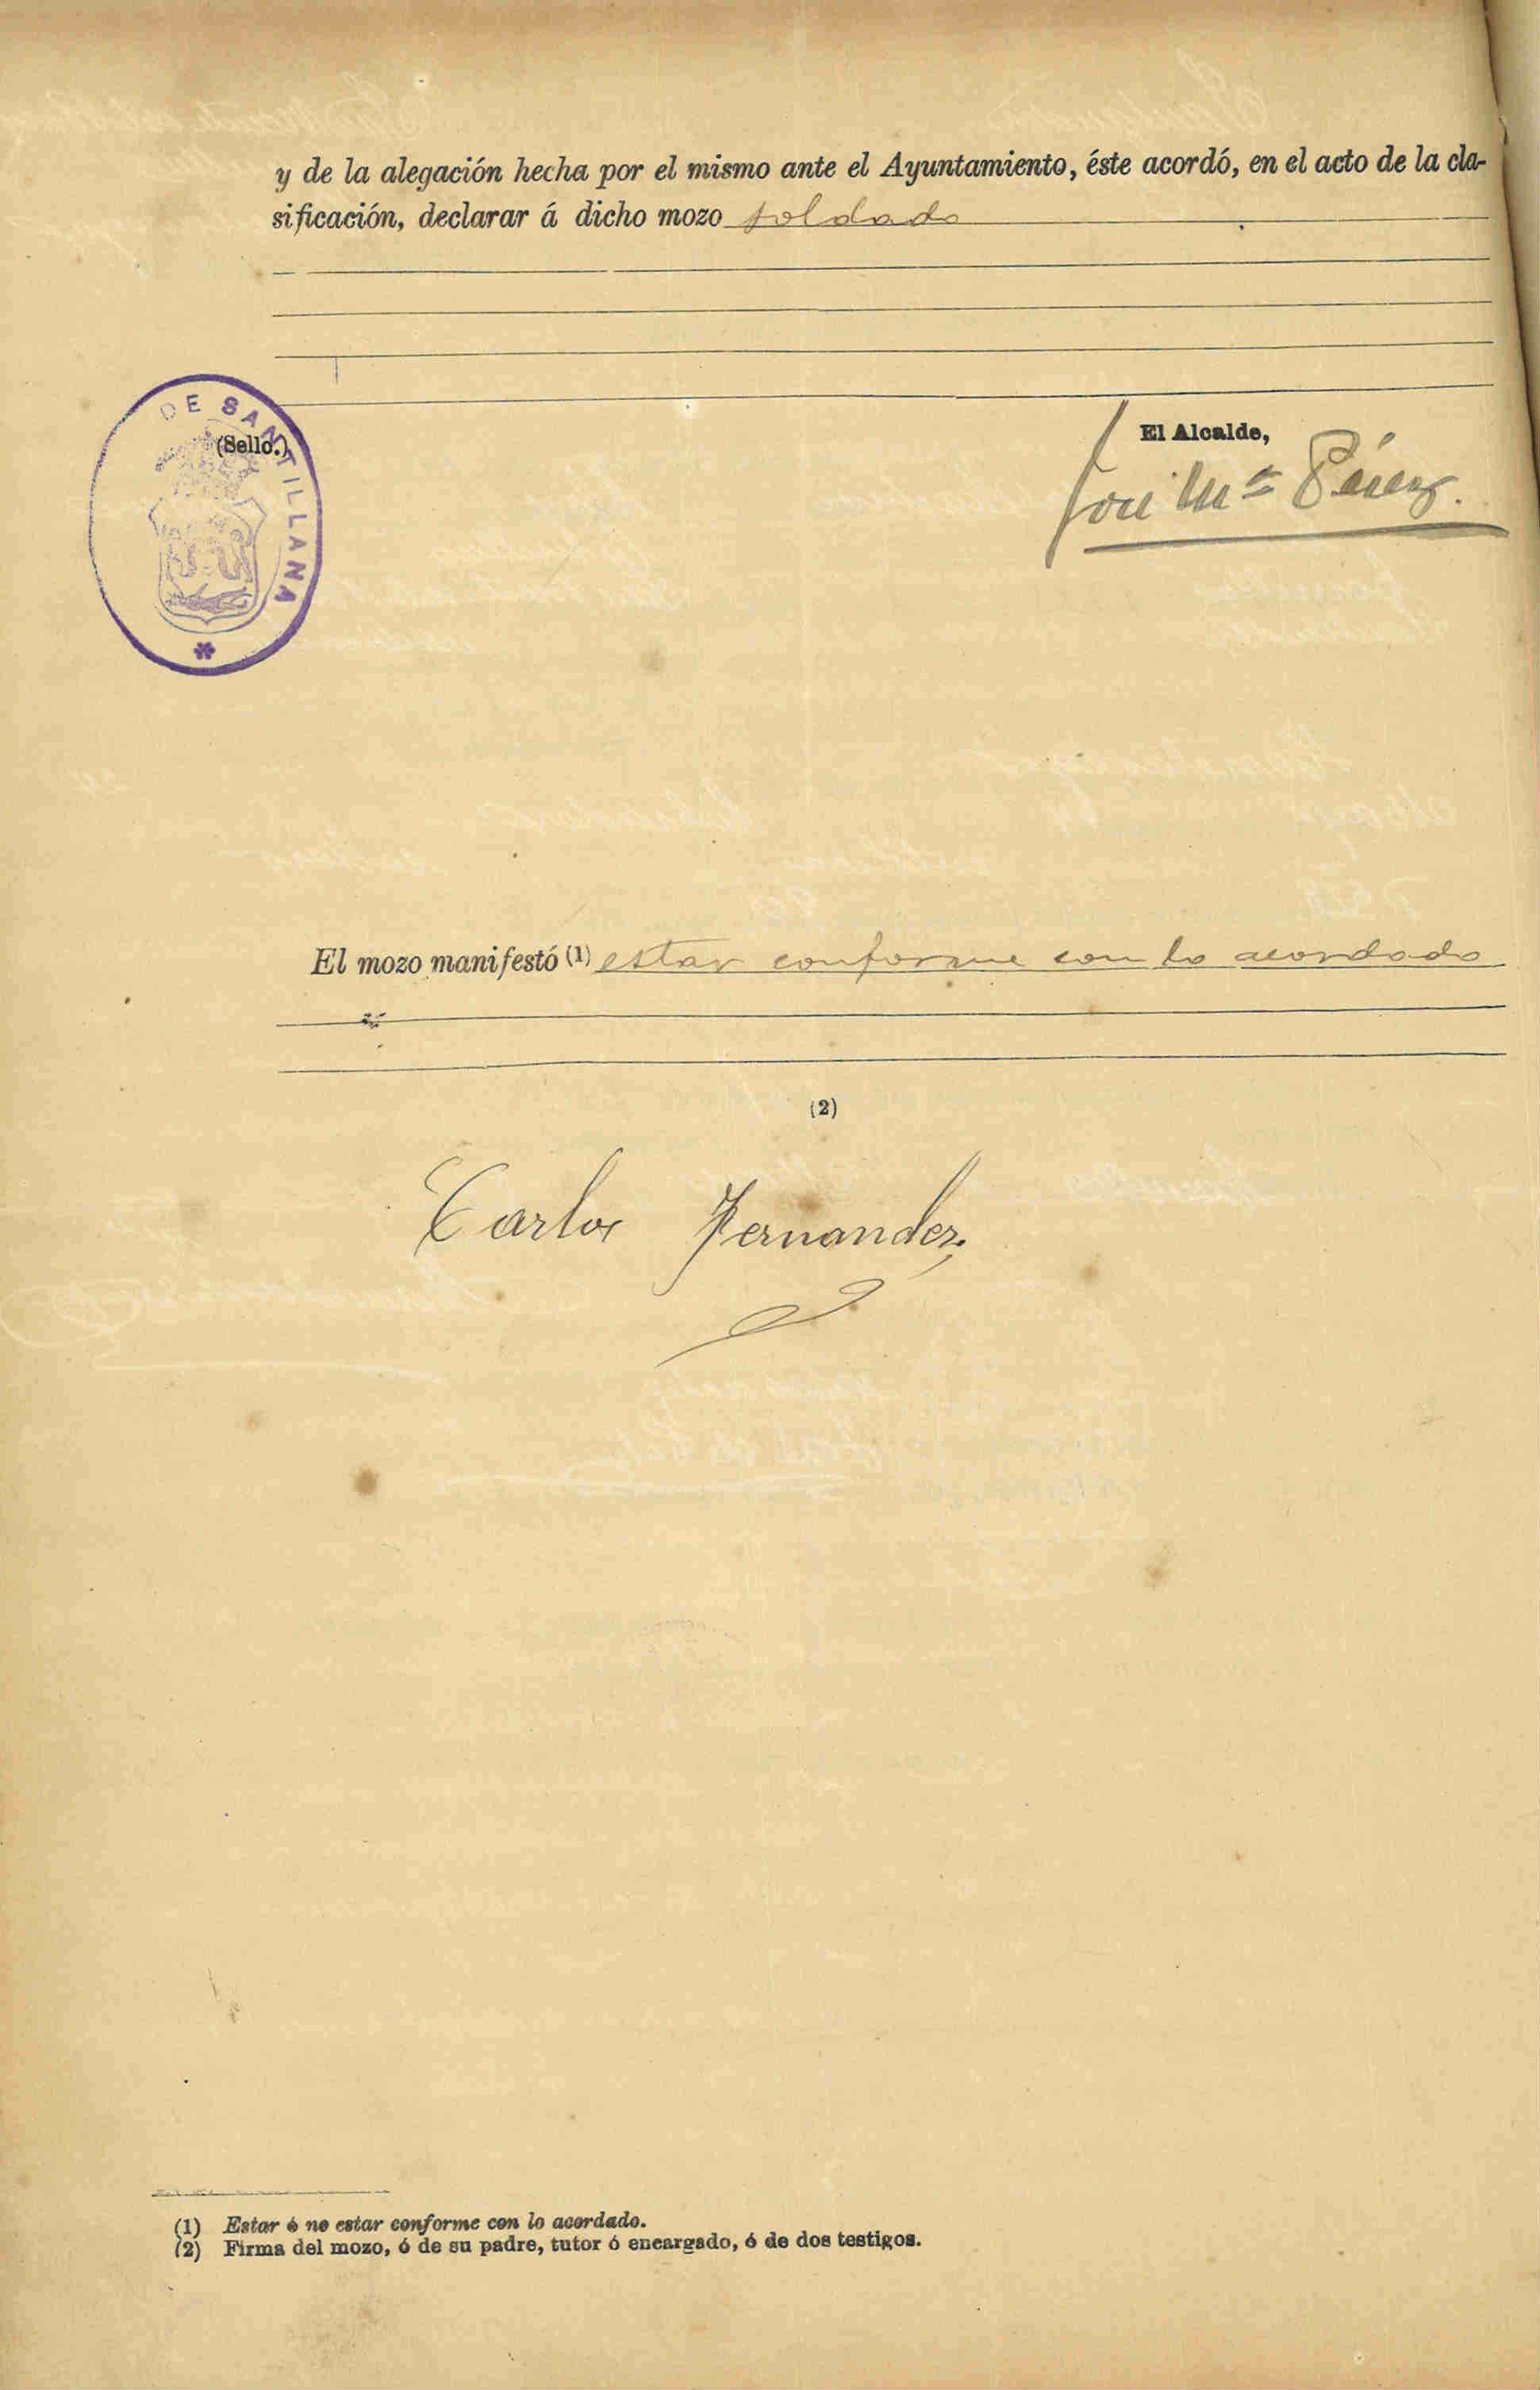 y de la alegación hecha por el mismo ante el Ayuntamiento, éste acordó, en el acto de la cla-
sificación, declarar á dicho mozo soldado
DE SANTILLANA
(Sello.)
El Alcalde,
José Mª Pérez.
El mozo manifestó (1) estar conforme con lo acordado
(2)
Carlos Fernandez
(1) Estar ó no estar conforme con lo acordado.
(2) Firma del mozo, ó de su padre, tutor ó encargado, ó de dos testigos.